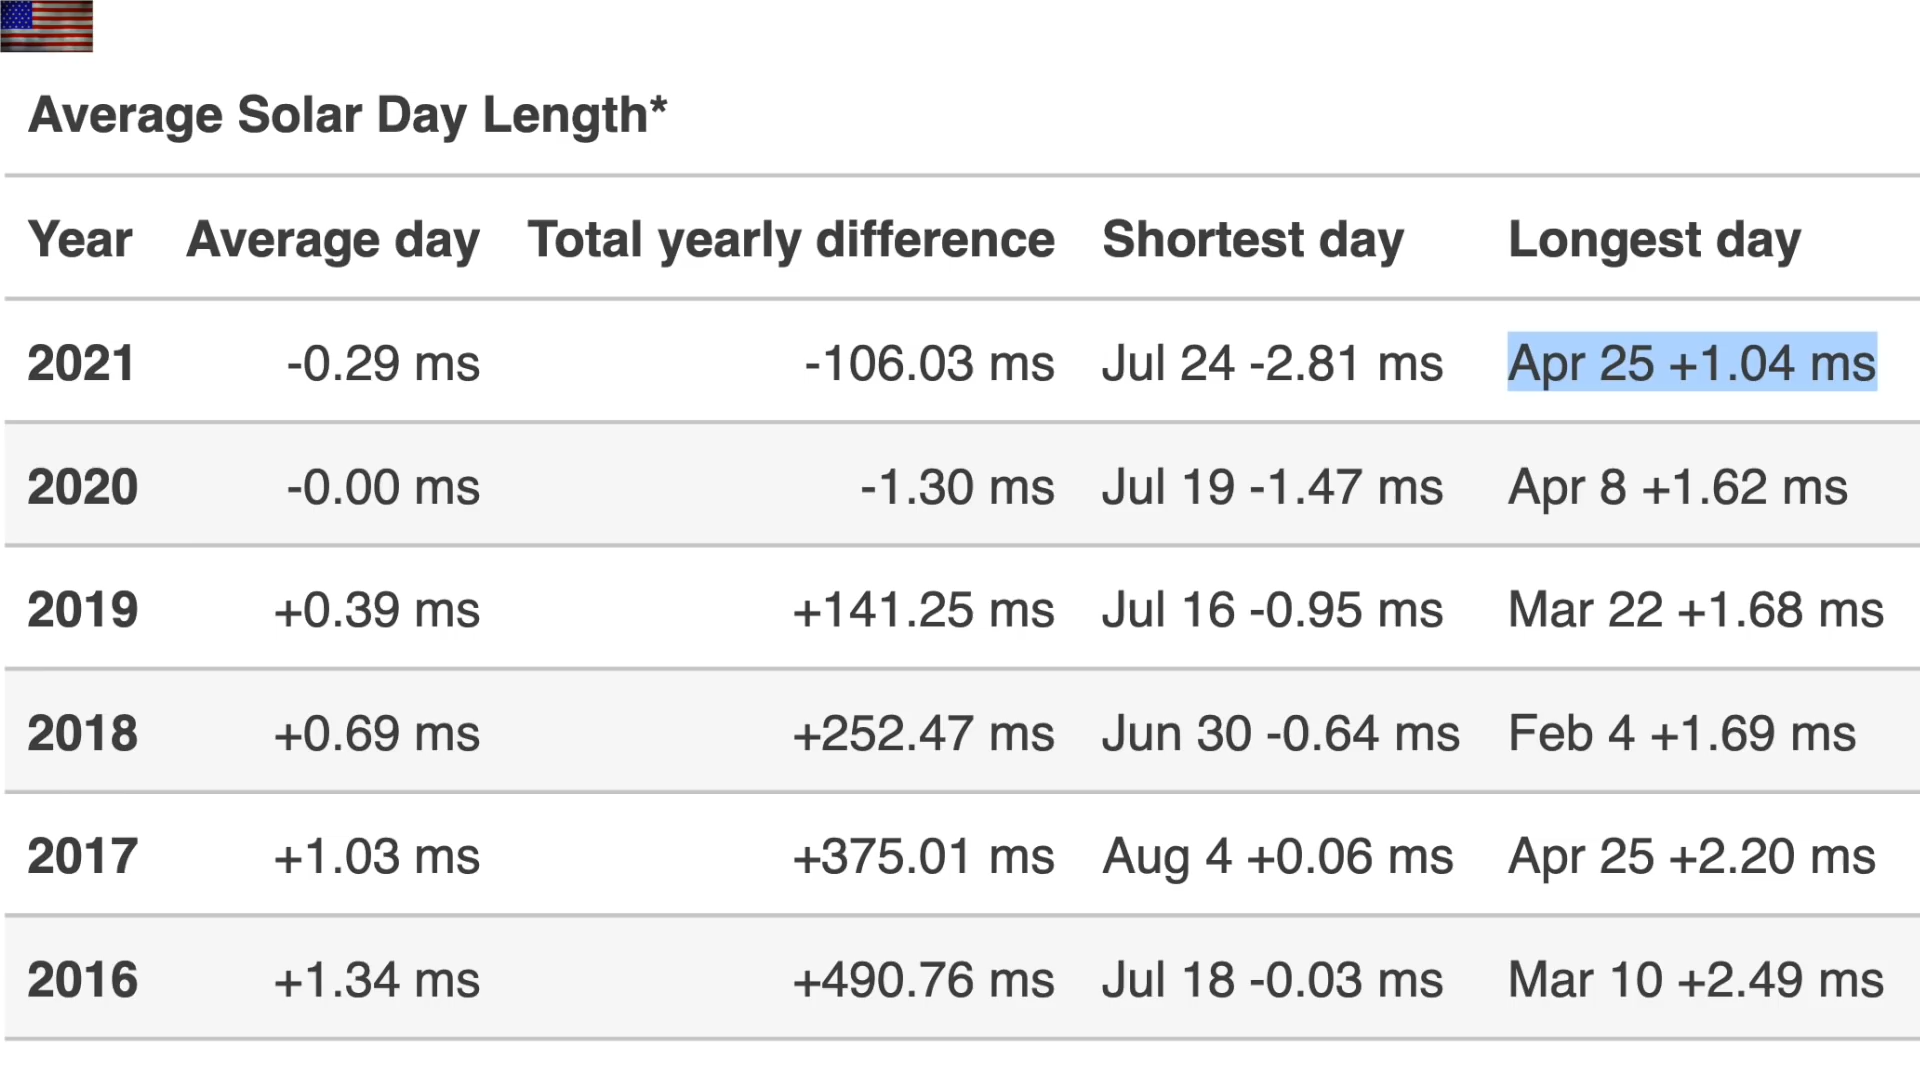 Average Solar Day Length*
Year Average day Total yearly difference Shortest day Longest day
2021 -0.29 ms -106.03 ms Jul 24 -2.81 ms Apr 25 +1.04 ms
2020 -0.00 ms -1.30 ms Jul 19 -1.47 ms Apr 8 +1.62 ms
2019 +0.39 ms +141.25 ms Jul 16 -0.95 ms Mar 22 +1.68 ms
2018 +0.69 ms +252.47 ms Jun 30 -0.64 ms Feb 4 +1.69 ms
2017 +1.03 ms +375.01 ms Aug 4 +0.06 ms Apr 25 +2.20 ms
2016 +1.34 ms +490.76 ms Jul 18 -0.03 ms Mar 10 +2.49 ms